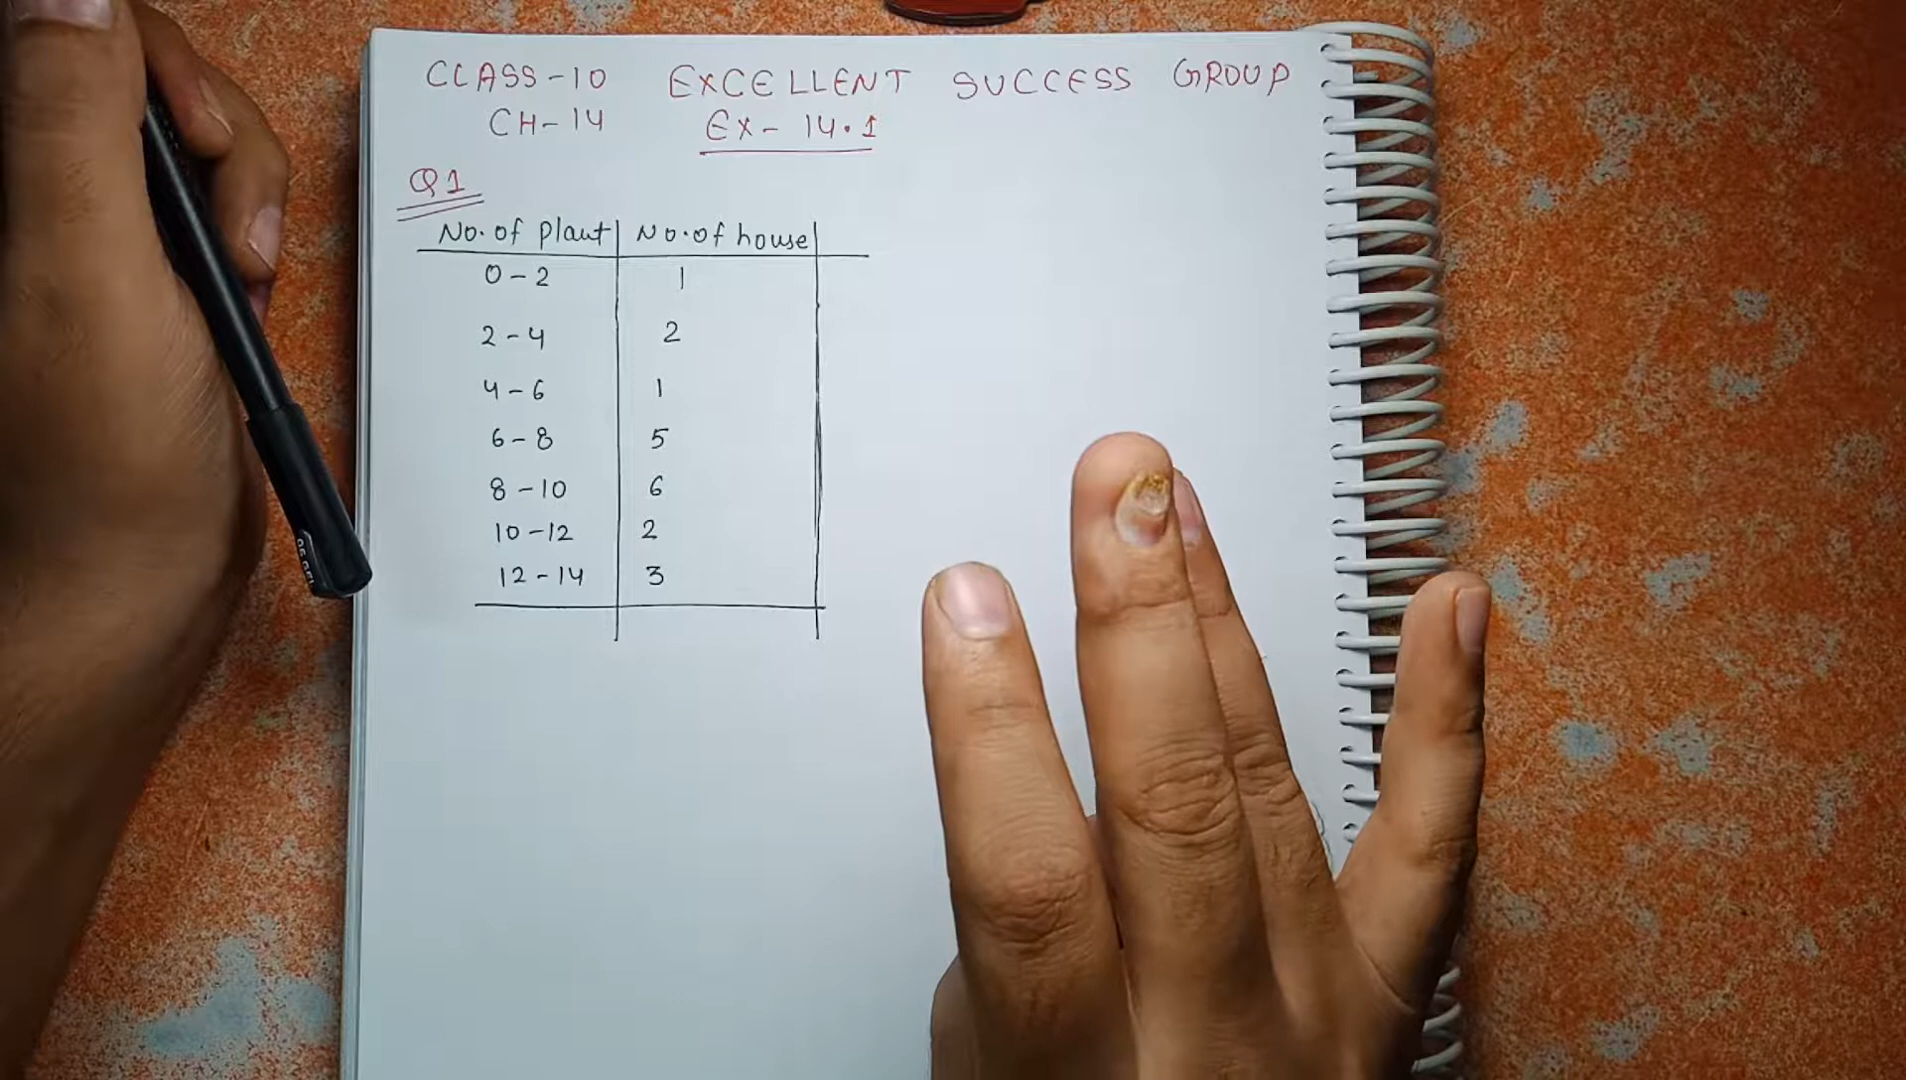 CLASS-10 EXCELLENT SUCCESS GROUP
CH-14 EX-14.1
Q1
No. of plant No. of house
0-2 1
2-4 2
4-6 1
6-8 5
8-10 6
10-12 2
12-14 3